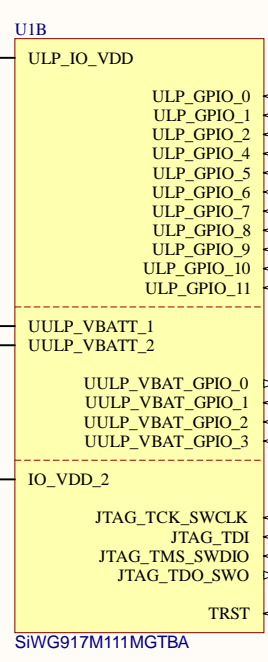 U1B
ULP_IO_VDD
ULP_GPIO_0
ULP_GPIO_1
ULP_GPIO_2
ULP_GPIO_4
ULP_GPIO_5
ULP_GPIO_6
ULP_GPIO_7
ULP_GPIO_8
ULP_GPIO_9
ULP_GPIO_10
ULP_GPIO_11
UULP_VBATT_1
UULP_VBATT_2
UULP_VBAT_GPIO_0
UULP_VBAT_GPIO_1
UULP_VBAT_GPIO_2
UULP_VBAT_GPIO_3
IO_VDD_2
JTAG_TCK_SWCLK
JTAG_TDI
JTAG_TMS_SWDIO
JTAG_TDO_SWO
TRST
SiWG917M111MGTBA